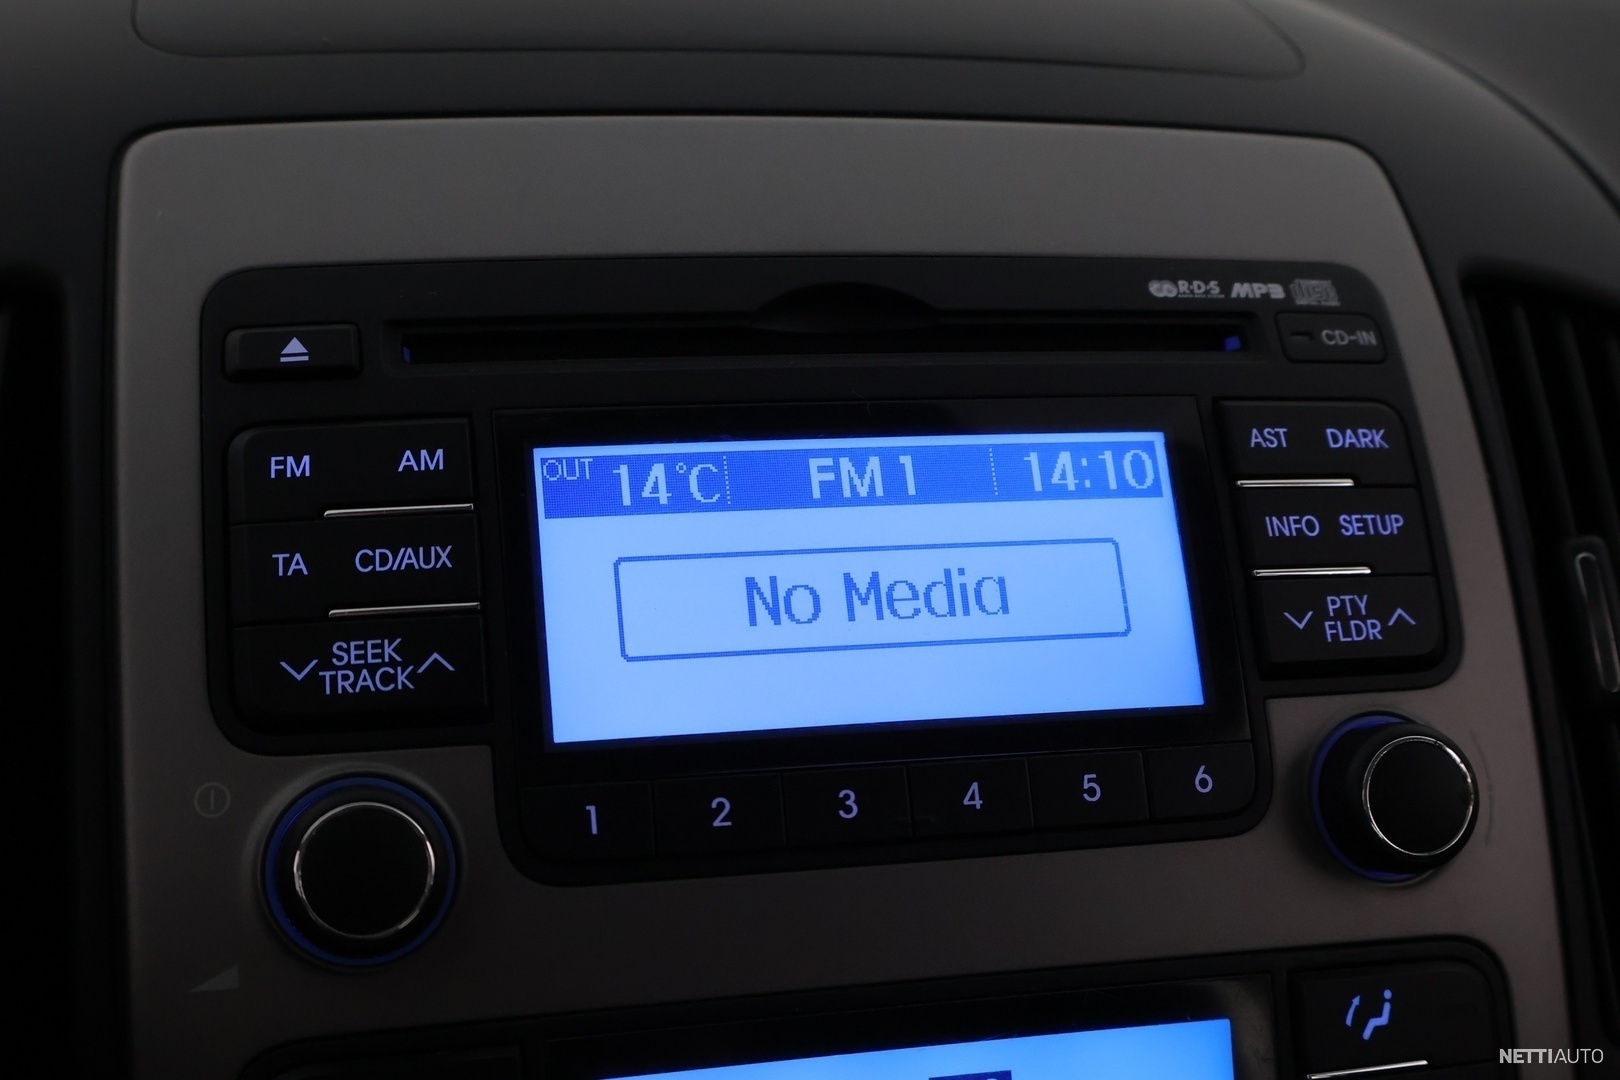 R·D·S MP3
CD-IN
FM AM
TA CD/AUX
SEEK
TRACK
OUT 14°C FM 1 14:10
No Media
AST DARK
INFO SETUP
PTY
FLDR
1 2 3 4 5 6
NETTIAUTO